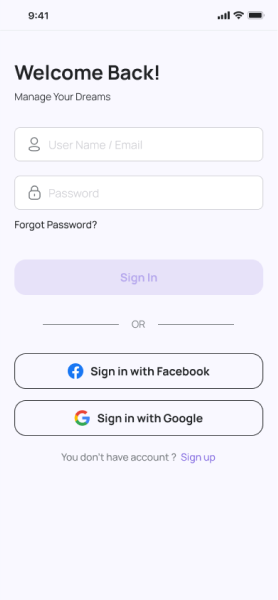 9:41
Welcome Back!
Manage Your Dreams
User Name / Email
Password
Forgot Password?
Sign In
OR
Sign in with Facebook
Sign in with Google
You don't have account ? Sign up